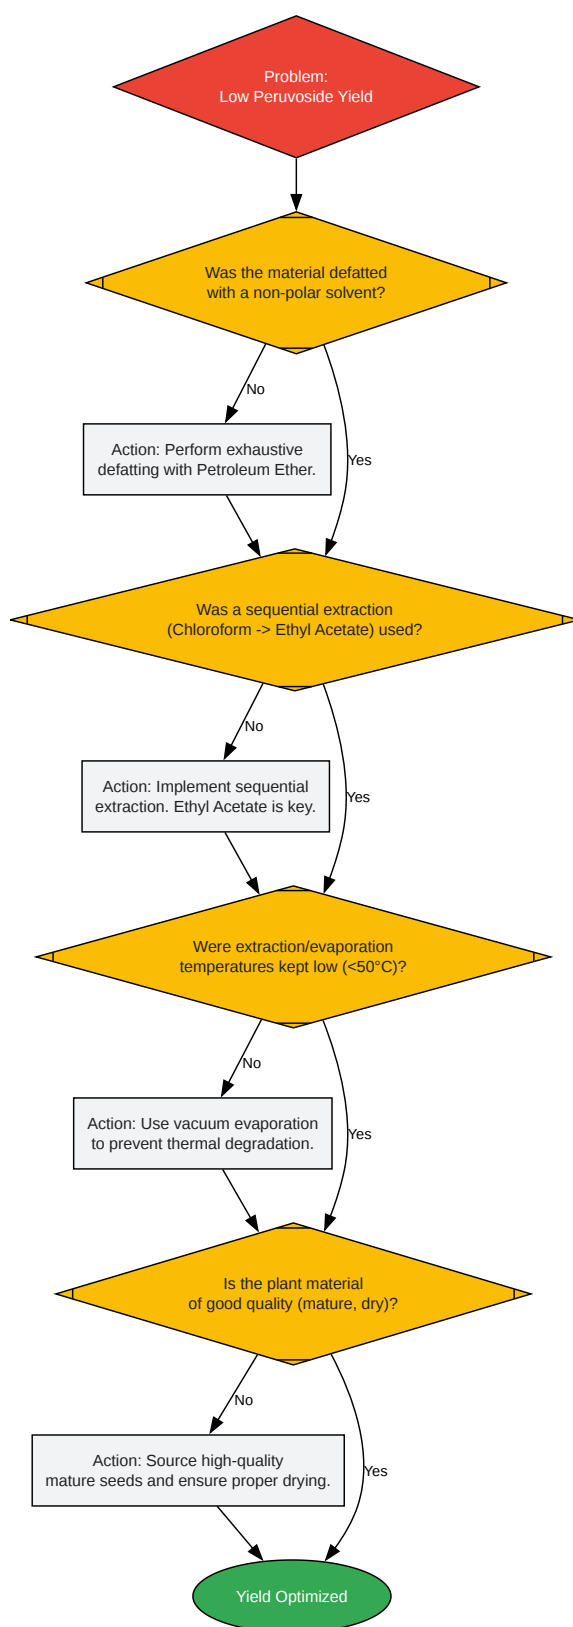 Problem:
Low Peruvoside Yield
Was the material defatted
with a non-polar solvent?
No
Action: Perform exhaustive
defatting with Petroleum Ether.
Yes
Was a sequential extraction
(Chloroform -> Ethyl Acetate) used?
No
Action: Implement sequential
extraction. Ethyl Acetate is key.
Yes
Were extraction/evaporation
temperatures kept low (<50°C)?
No
Action: Use vacuum evaporation
to prevent thermal degradation.
Yes
Is the plant material
of good quality (mature, dry)?
No
Action: Source high-quality
mature seeds and ensure proper drying.
Yes
Yield Optimized